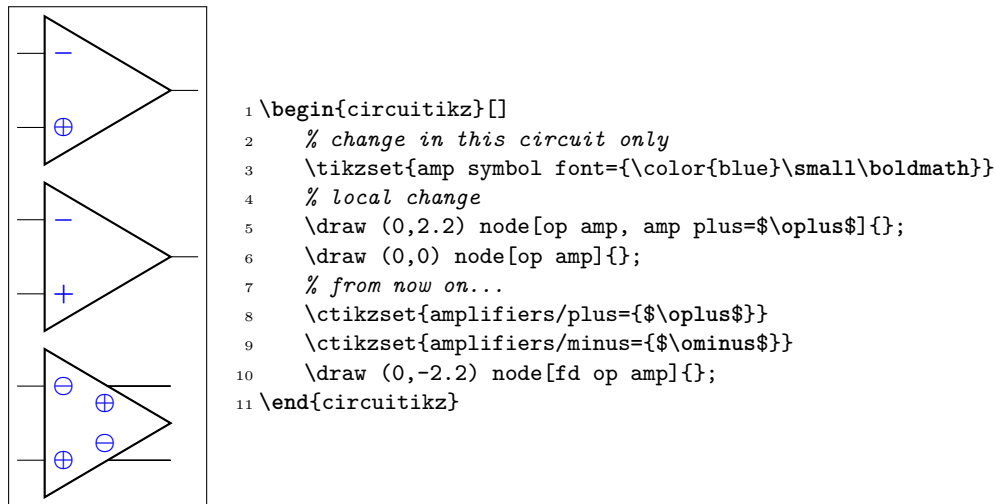 −
⊕
−
+
⊖ ⊕
⊕ ⊖
1 \begin{circuitikz}[]
2 % change in this circuit only
3 \tikzset{amp symbol font={\color{blue}\small\boldmath}}
4 % local change
5 \draw (0,2.2) node[op amp, amp plus=$\oplus$]{};
6 \draw (0,0) node[op amp]{};
7 % from now on...
8 \ctikzset{amplifiers/plus={$\oplus$}}
9 \ctikzset{amplifiers/minus={$\ominus$}}
10 \draw (0,-2.2) node[fd op amp]{};
11 \end{circuitikz}